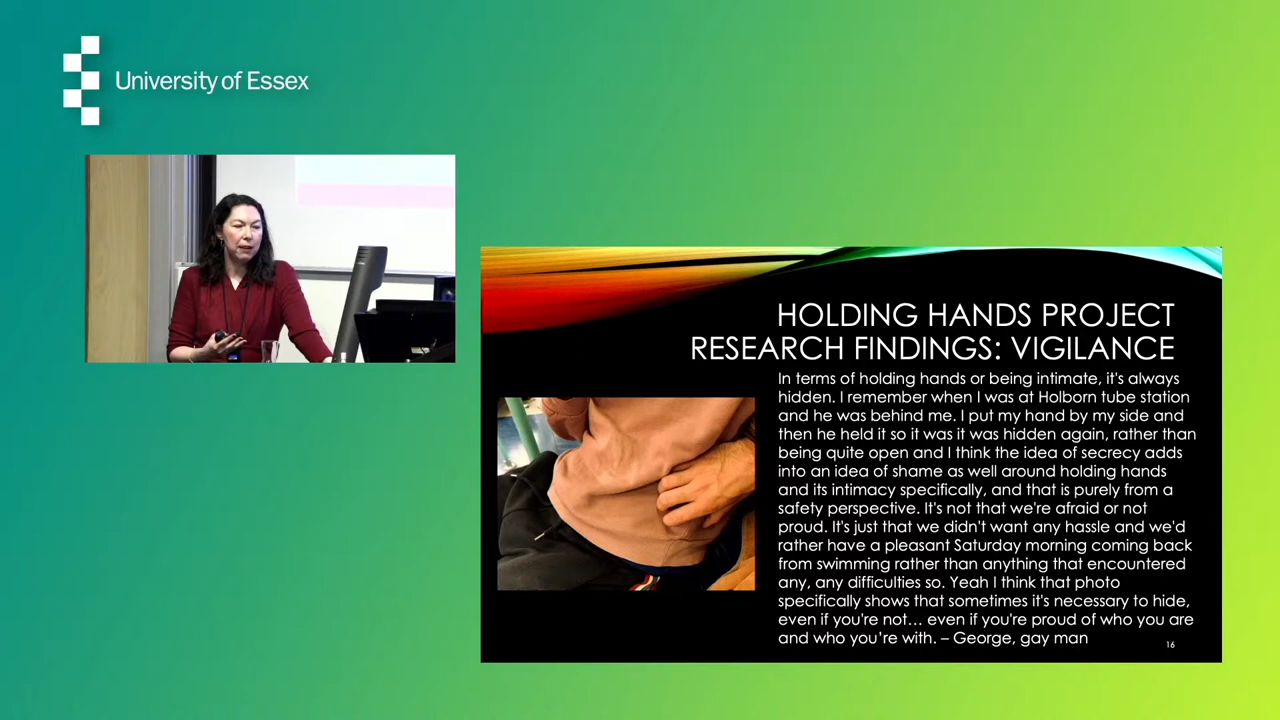 University of Essex
HOLDING HANDS PROJECT
RESEARCH FINDINGS: VIGILANCE
In terms of holding hands or being intimate, it's always
hidden. I remember when I was at Holborn tube station
and he was behind me. I put my hand by my side and
then he held it so it was it was hidden again, rather than
being quite open and I think the idea of secrecy adds
into an idea of shame as well around holding hands
and its intimacy specifically, and that is purely from a
safety perspective. It's not that we're afraid or not
proud. It's just that we didn't want any hassle and we'd
rather have a pleasant Saturday morning coming back
from swimming rather than anything that encountered
any, any difficulties so. Yeah I think that photo
specifically shows that sometimes it's necessary to hide,
even if you're not… even if you're proud of who you are
and who you’re with. – George, gay man
16